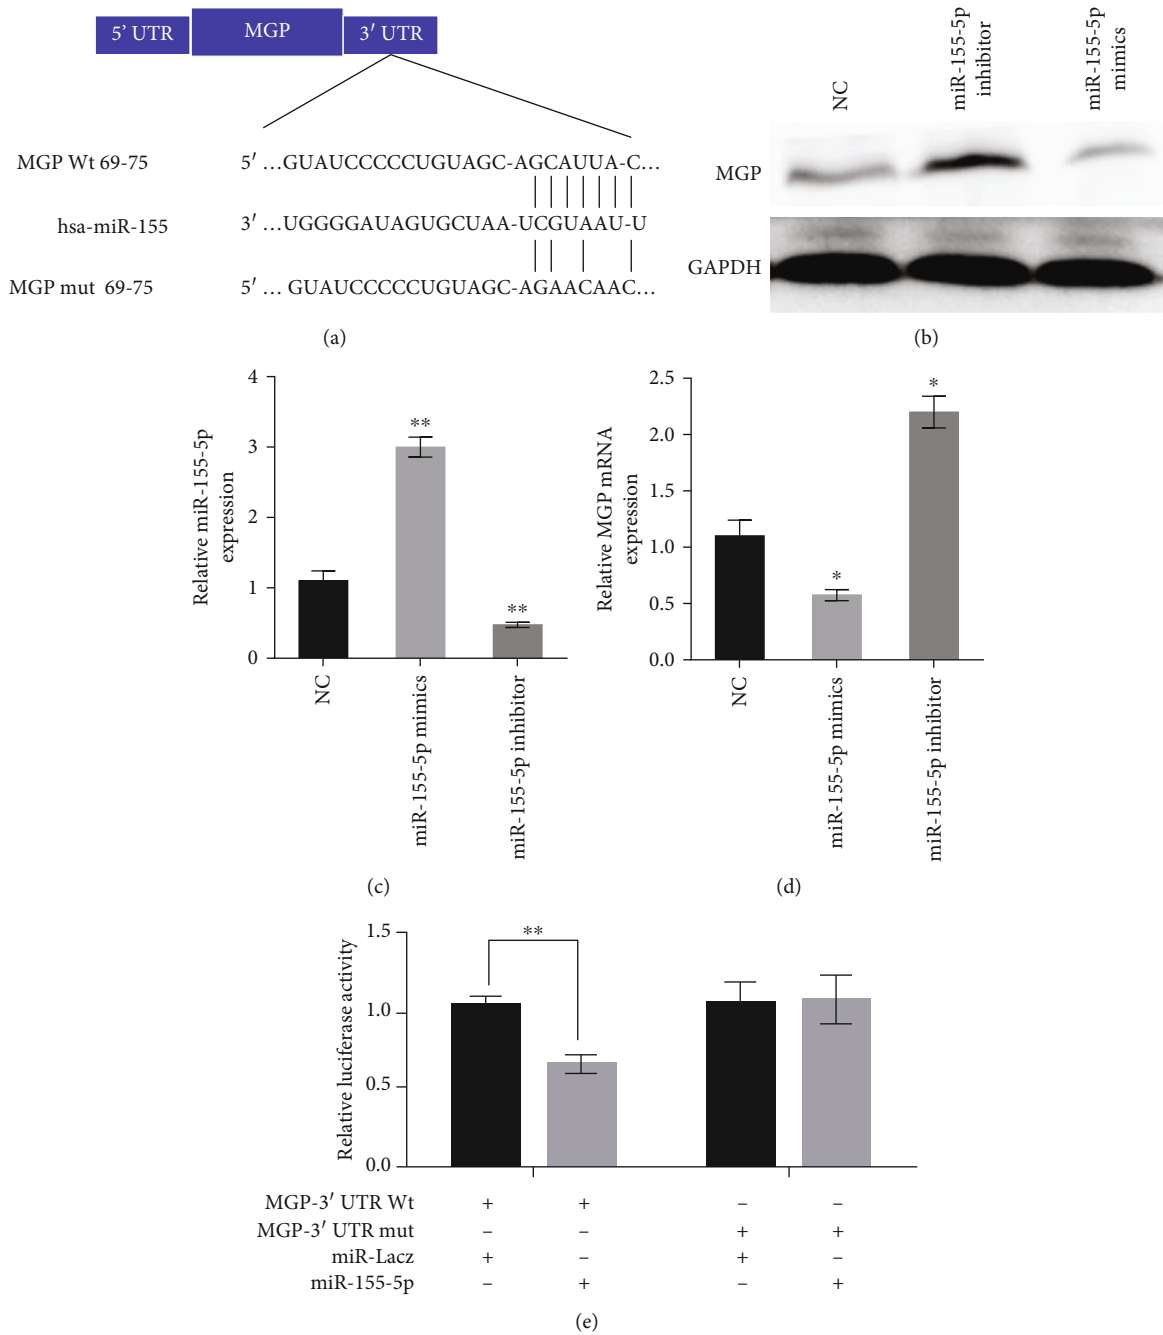 5' UTR MGP 3' UTR
MGP Wt 69-75 5' …GUAUCCCCCUGUAGC-AGCAUUA-C…
hsa-miR-155 3' …UGGGGAUAGUGCUAA-UCGUAAU-U
MGP mut 69-75 5' … GUAUCCCCCUGUAGC-AGAACAAC…
(a)
NC
miR-155-5p
inhibitor
miR-155-5p
mimics
MGP
GAPDH
(b)
Relative miR-155-5p
expression
4
3
2
1
0
**
**
NC
miR-155-5p mimics
miR-155-5p inhibitor
(c)
Relative MGP mRNA
expression
2.5
2.0
1.5
1.0
0.5
0.0
*
*
NC
miR-155-5p mimics
miR-155-5p inhibitor
(d)
Relative luciferase activity
1.5
1.0
0.5
0.0
**
MGP-3' UTR Wt + + – –
MGP-3' UTR mut – – + +
miR-Lacz + – + –
miR-155-5p – + – +
(e)